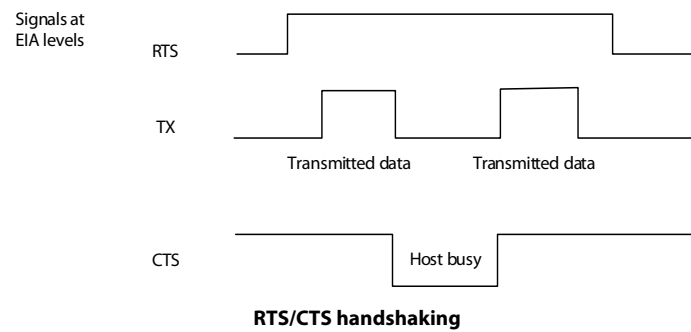 Signals at
EIA levels
RTS
TX
Transmitted data Transmitted data
CTS
Host busy
RTS/CTS handshaking